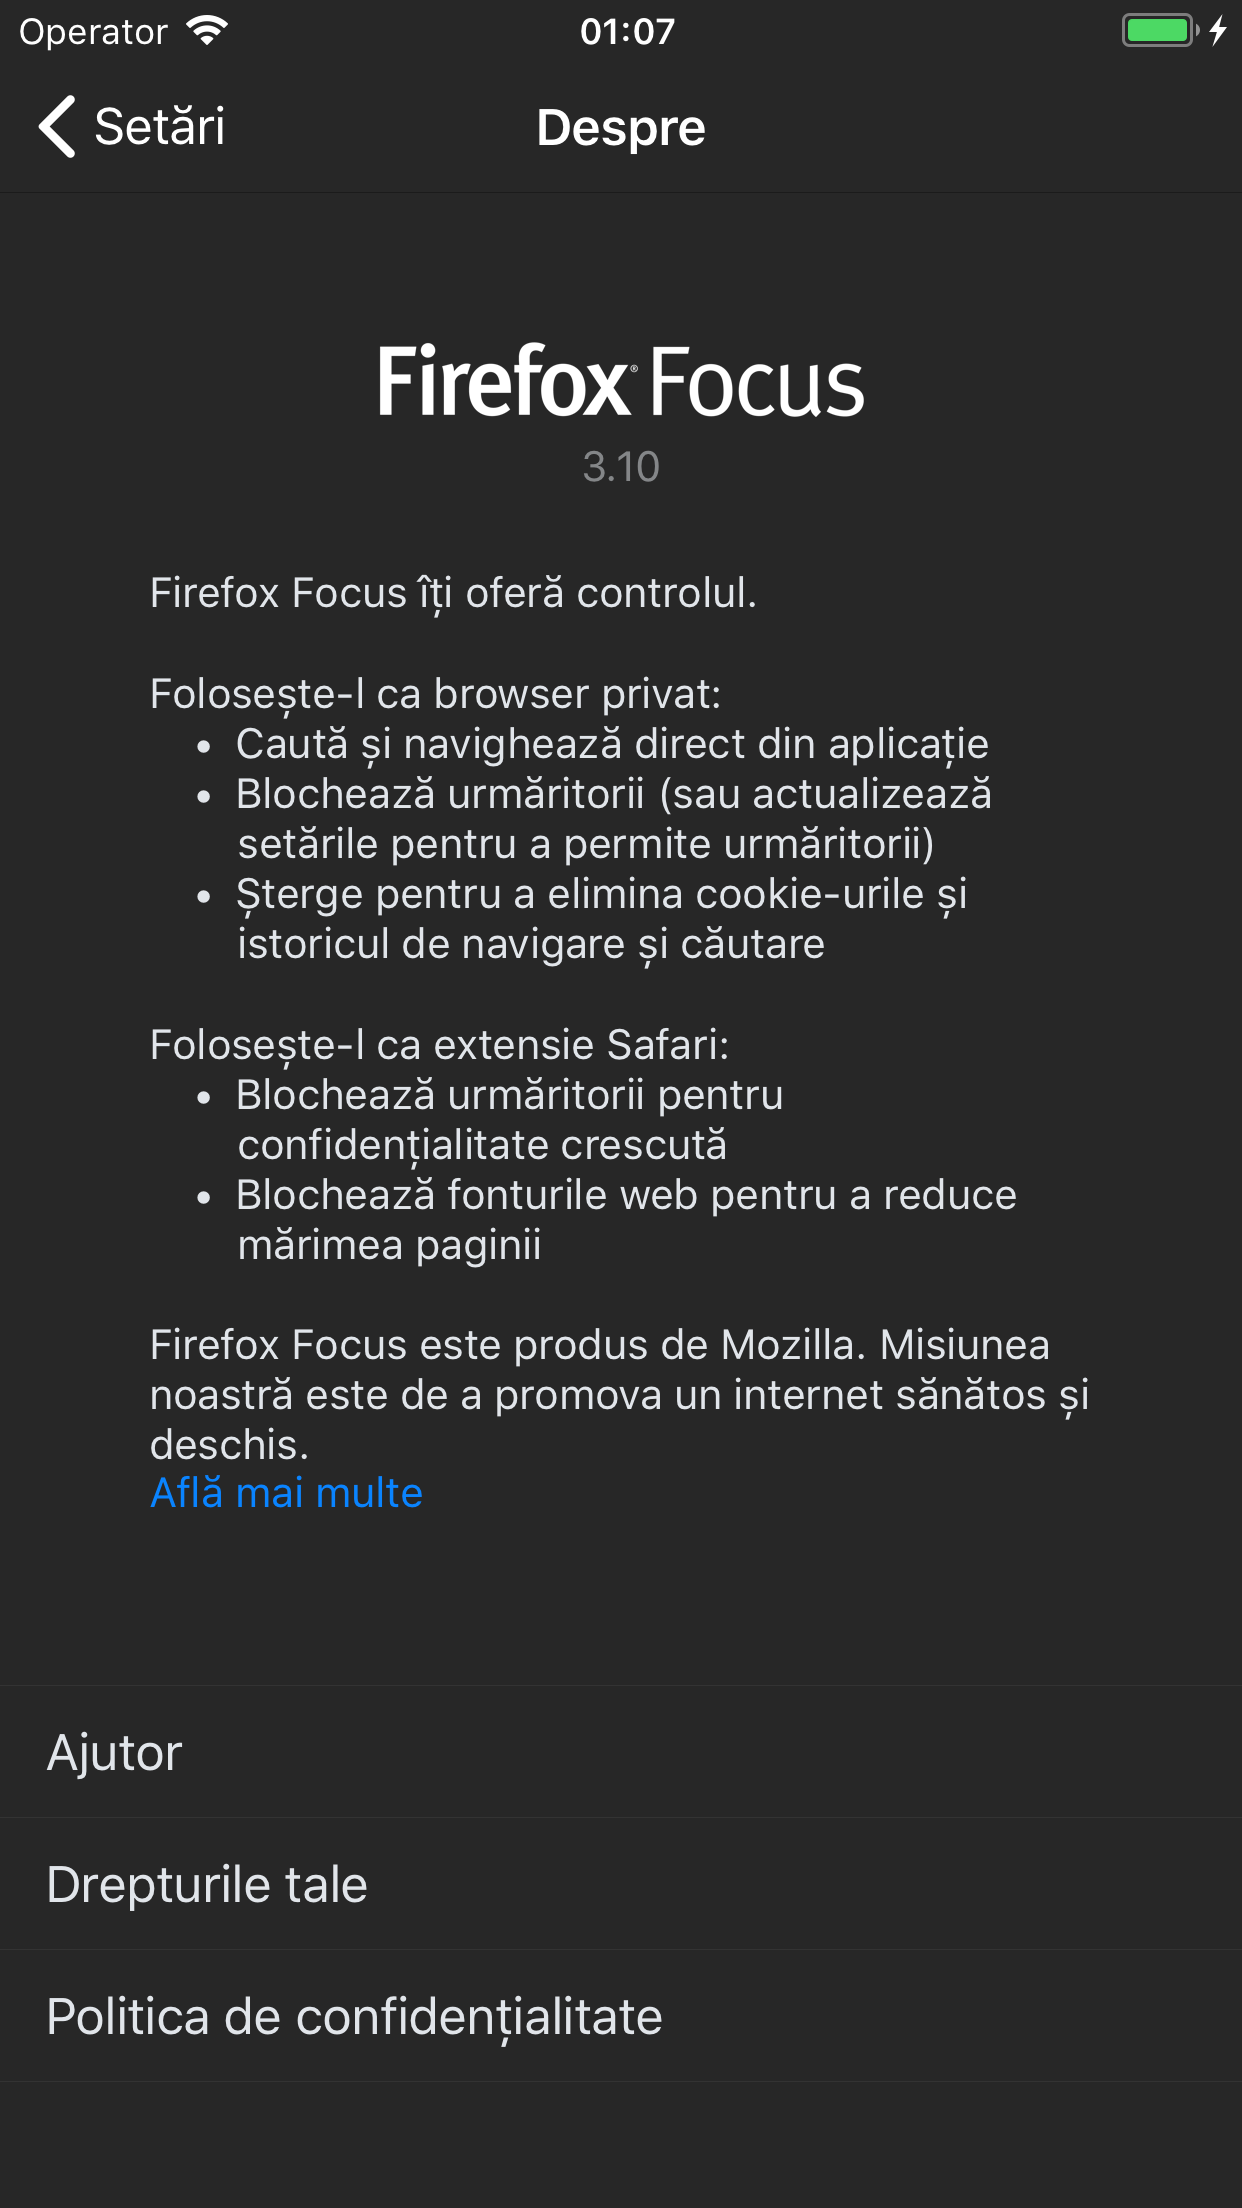 Operator 01:07
Setări Despre
Firefox® Focus
3.10
Firefox Focus îți oferă controlul.
Folosește-l ca browser privat:
• Caută și navighează direct din aplicație
• Blochează urmăritorii (sau actualizează
setările pentru a permite urmăritorii)
• Șterge pentru a elimina cookie-urile și
istoricul de navigare și căutare
Folosește-l ca extensie Safari:
• Blochează urmăritorii pentru
confidențialitate crescută
• Blochează fonturile web pentru a reduce
mărimea paginii
Firefox Focus este produs de Mozilla. Misiunea
noastră este de a promova un internet sănătos și
deschis.
Află mai multe
Ajutor
Drepturile tale
Politica de confidențialitate